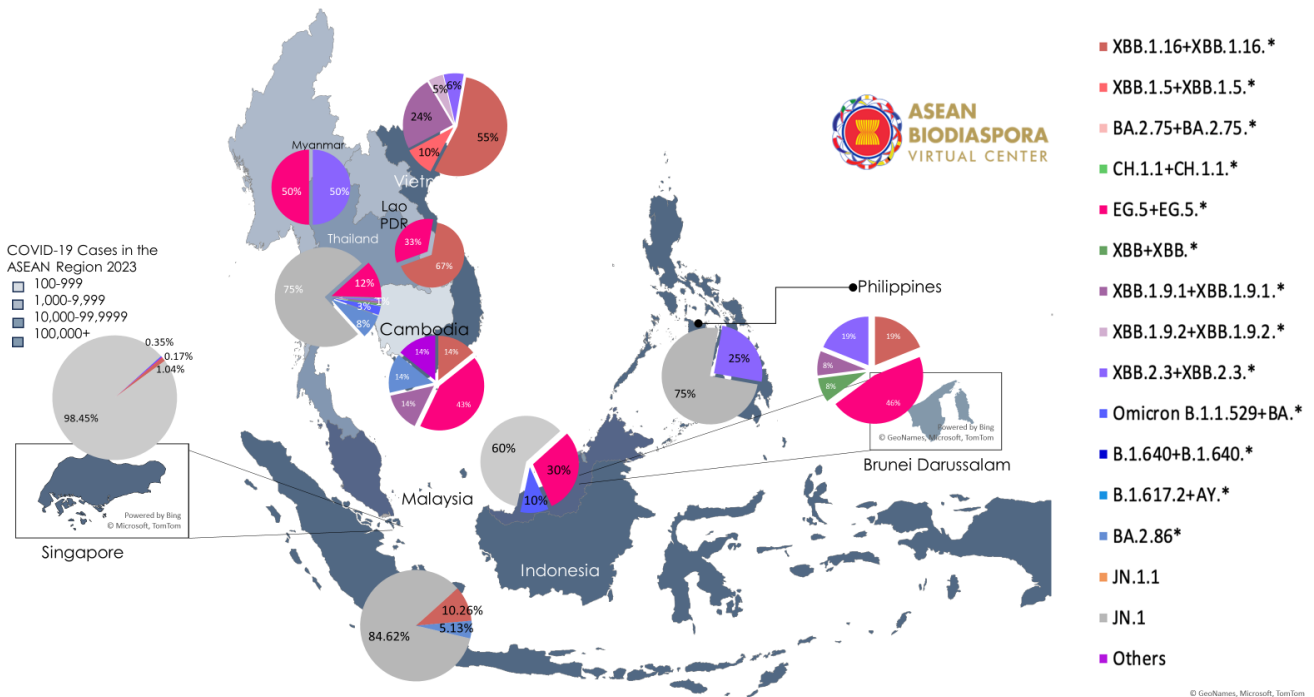 ASEAN
BIODIASPORA
VIRTUAL CENTER
COVID-19 Cases in the
ASEAN Region 2023
100-999
1,000-9,999
10,000-99,9999
100,000+
Myanmar
50%
50%
5%
6%
24%
55%
10%
Lao
PDR
33%
67%
Thailand
75%
12%
3%
8%
Cambodia
14%
14%
14%
14%
43%
0.35%
0.17%
1.04%
98.45%
Powered by Bing
© Microsoft, TomTom
Singapore
Malaysia
60%
30%
10%
Philippines
25%
75%
19%
19%
8%
8%
46%
Powered by Bing
© GeoNames, Microsoft, TomTom
Brunei Darussalam
Indonesia
10.26%
5.13%
84.62%
XBB.1.16+XBB.1.16.*
XBB.1.5+XBB.1.5.*
BA.2.75+BA.2.75.*
CH.1.1+CH.1.1.*
EG.5+EG.5.*
XBB+XBB.*
XBB.1.9.1+XBB.1.9.1.*
XBB.1.9.2+XBB.1.9.2.*
XBB.2.3+XBB.2.3.*
Omicron B.1.1.529+BA.*
B.1.640+B.1.640.*
B.1.617.2+AY.*
BA.2.86*
JN.1.1
JN.1
Others
© GeoNames, Microsoft, TomTom